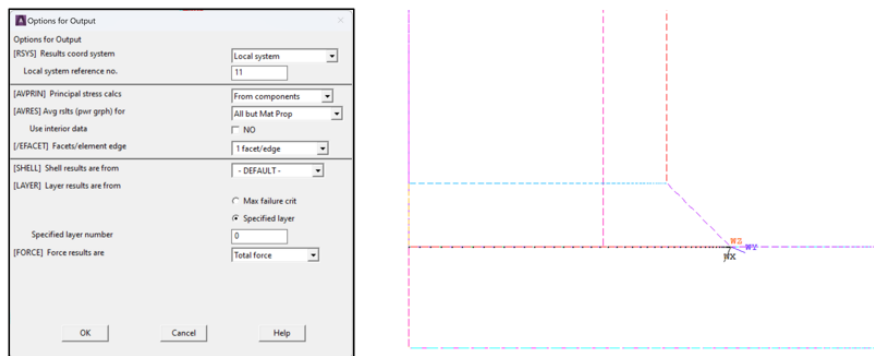 Options for Output
Options for Output
[RSYS] Results coord system
Local system
Local system reference no.
11
[AVPRIN] Principal stress calcs
From components
[AVRES] Avg rslts (pwr grph) for
All but Mat Prop
Use interior data
NO
[/EFACET] Facets/element edge
1 facet/edge
[SHELL] Shell results are from
- DEFAULT -
[LAYER] Layer results are from
Max failure crit
Specified layer
Specified layer number
0
[FORCE] Force results are
Total force
OK
Cancel
Help
WZ
WY
WX